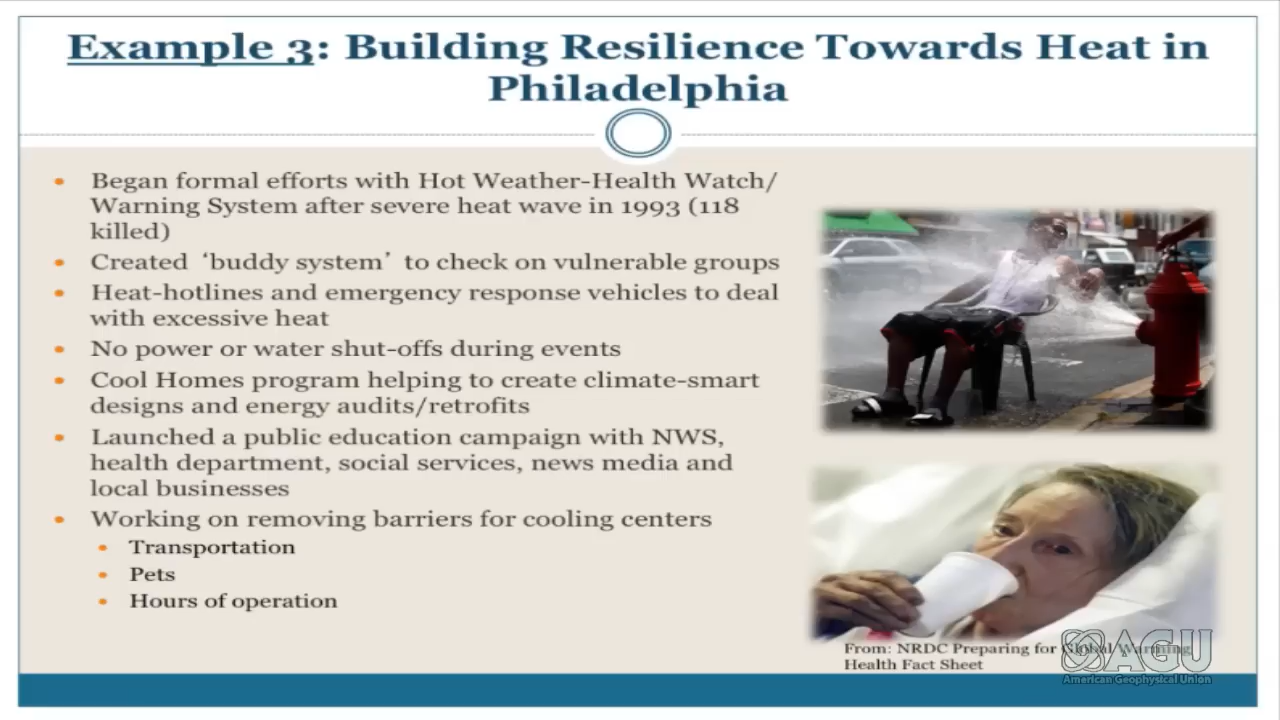 Example 3: Building Resilience Towards Heat in
Philadelphia
Began formal efforts with Hot Weather-Health Watch/
Warning System after severe heat wave in 1993 (118
killed)
Created ‘buddy system’ to check on vulnerable groups
Heat-hotlines and emergency response vehicles to deal
with excessive heat
No power or water shut-offs during events
Cool Homes program helping to create climate-smart
designs and energy audits/retrofits
Launched a public education campaign with NWS,
health department, social services, news media and
local businesses
Working on removing barriers for cooling centers
Transportation
Pets
Hours of operation
From: NRDC Preparing for Global Warming
Health Fact Sheet
AGU
American Geophysical Union